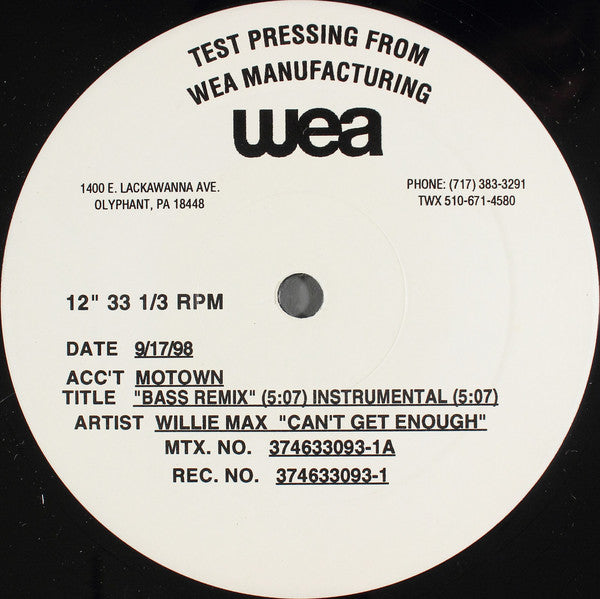 TEST PRESSING FROM
WEA MANUFACTURING
wea
1400 E. LACKAWANNA AVE.
OLYPHANT, PA 18448
PHONE: (717) 383-3291
TWX 510-671-4580
12" 33 1/3 RPM
DATE 9/17/98
ACC'T MOTOWN
TITLE "BASS REMIX" (5:07) INSTRUMENTAL (5:07)
ARTIST WILLIE MAX "CAN'T GET ENOUGH"
MTX. NO. 374633093-1A
REC. NO. 374633093-1